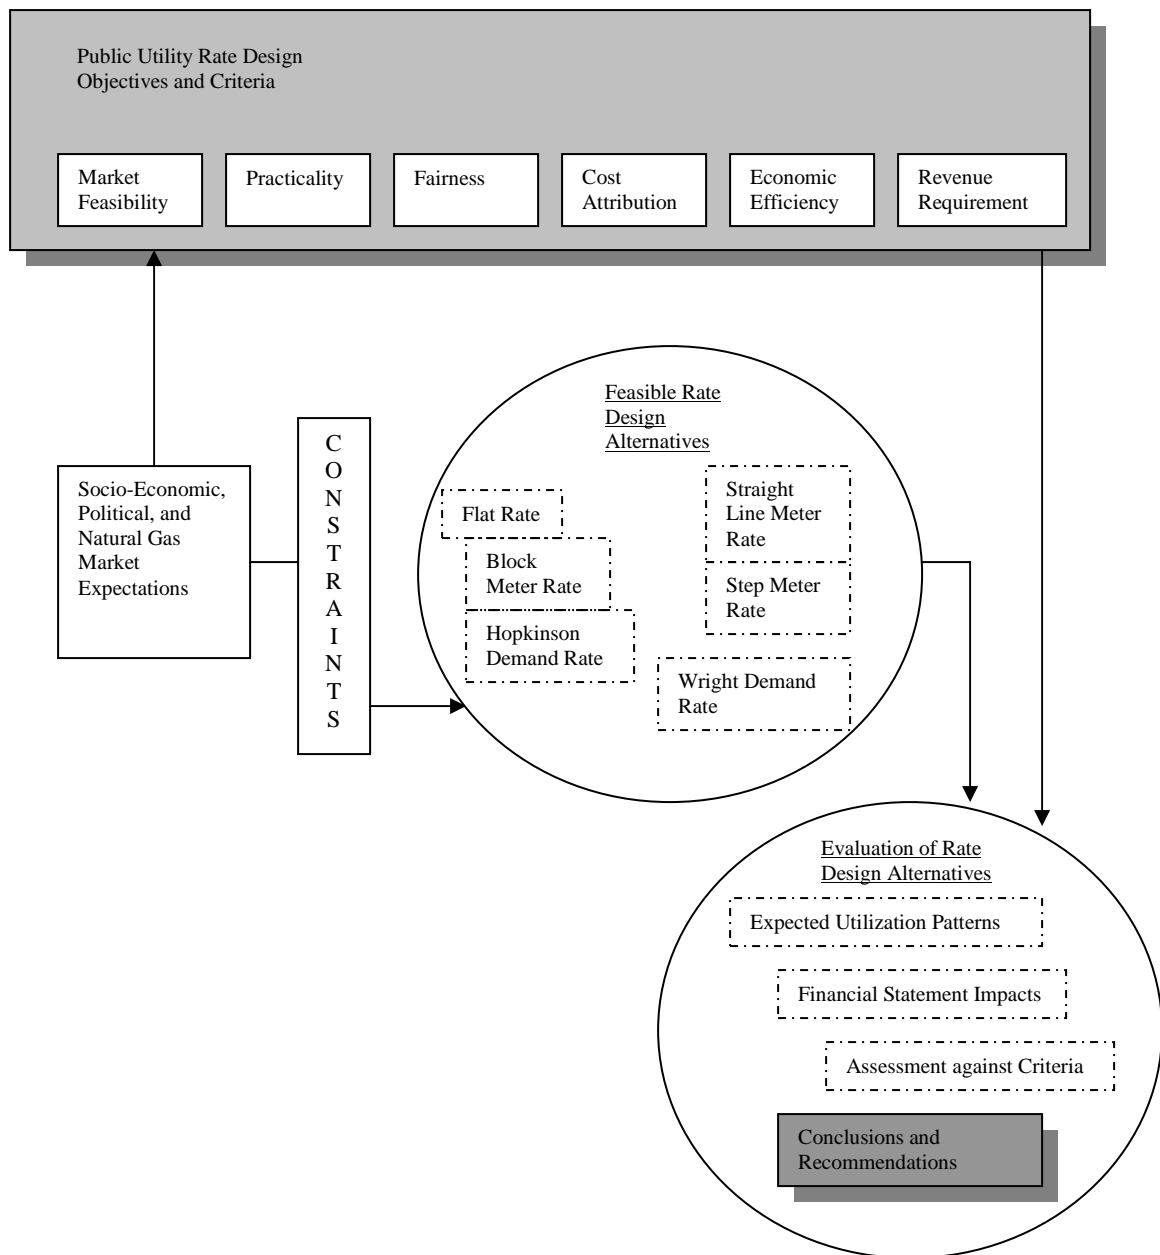 Public Utility Rate Design
Objectives and Criteria
Market
Feasibility
Practicality
Fairness
Cost
Attribution
Economic
Efficiency
Revenue
Requirement
Socio-Economic,
Political, and
Natural Gas
Market
Expectations
C
O
N
S
T
R
A
I
N
T
S
Feasible Rate
Design
Alternatives
Flat Rate
Block
Meter Rate
Hopkinson
Demand Rate
Straight
Line Meter
Rate
Step Meter
Rate
Wright Demand
Rate
Evaluation of Rate
Design Alternatives
Expected Utilization Patterns
Financial Statement Impacts
Assessment against Criteria
Conclusions and
Recommendations